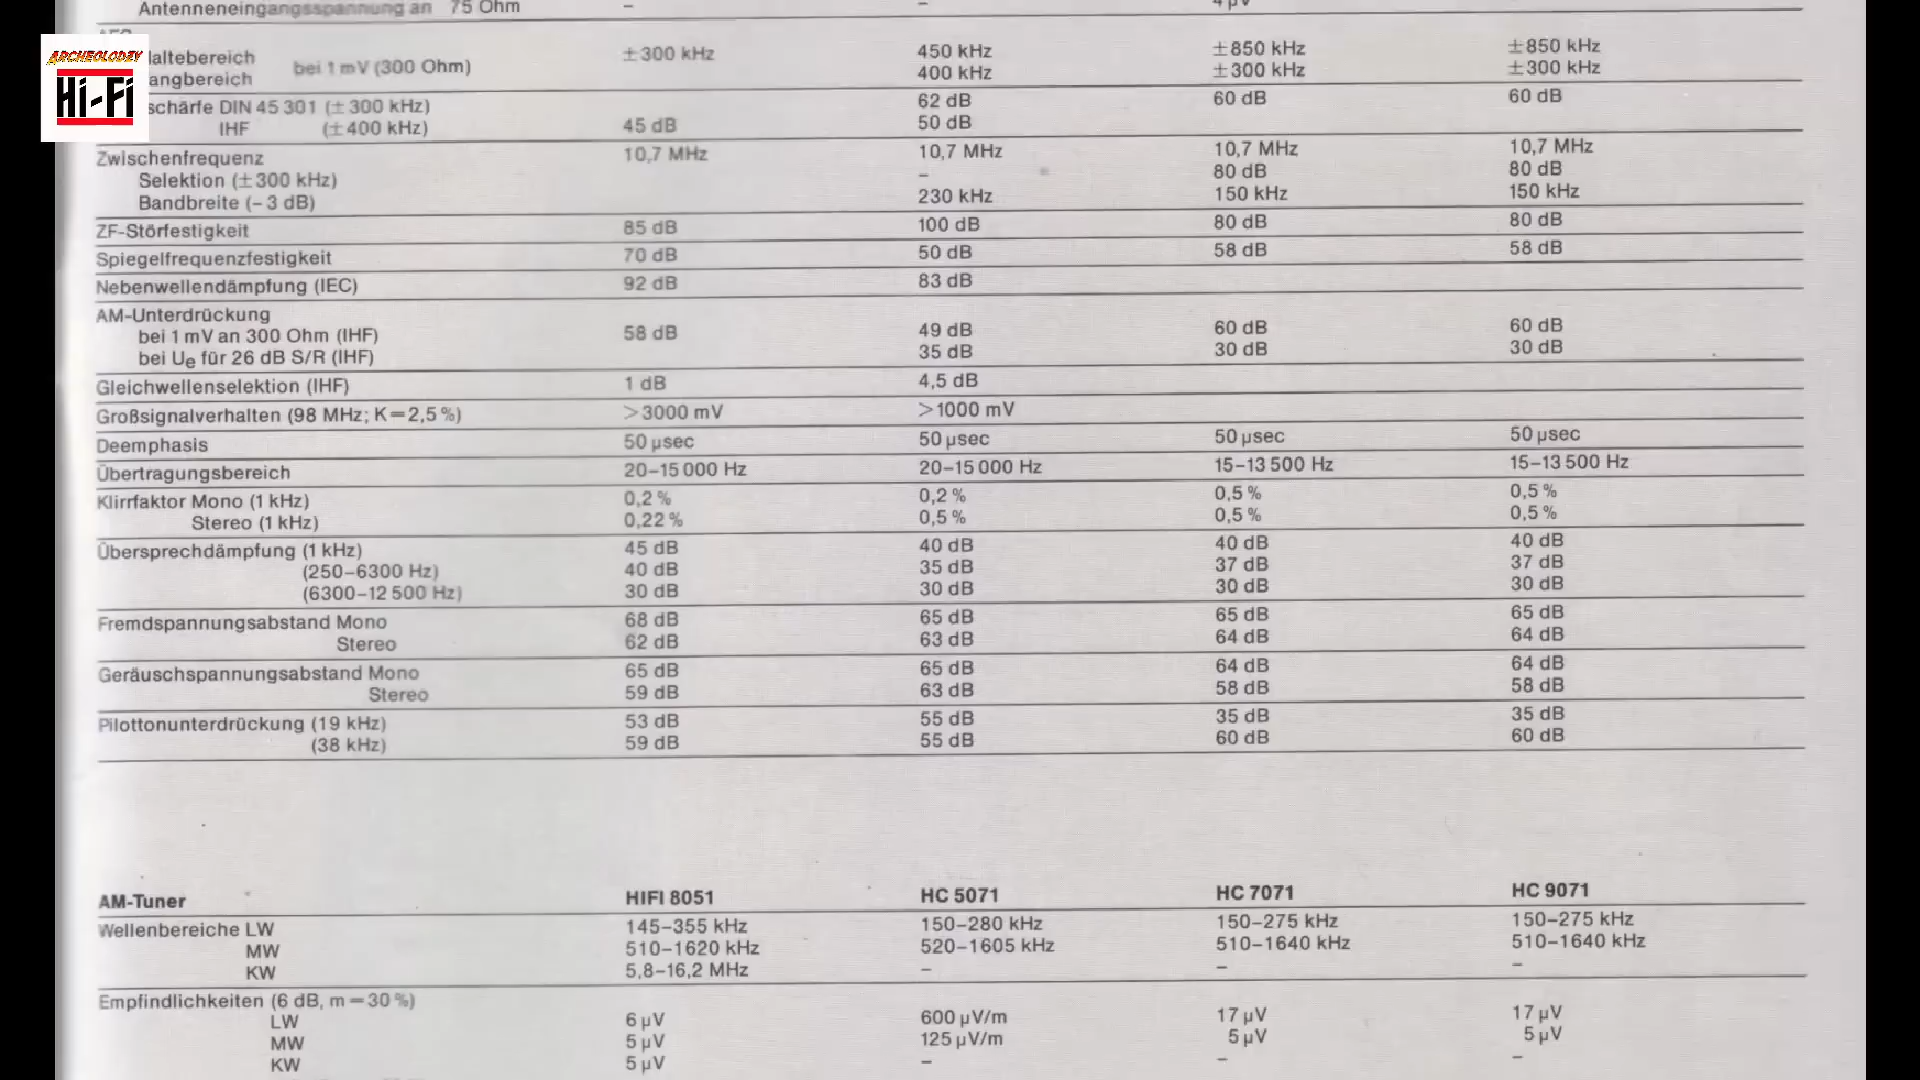 Antenneneingangsspannung an 75 Ohm – – 4 µV
ARCHEOLODZY
Hi-Fi
altebereich bei 1 mV (300 Ohm) ±300 kHz 450 kHz ±850 kHz ±850 kHz
angbereich 400 kHz ±300 kHz ±300 kHz
schärfe DIN 45 301 (±300 kHz) 62 dB 60 dB 60 dB
IHF (±400 kHz) 45 dB 50 dB
Zwischenfrequenz 10,7 MHz 10,7 MHz 10,7 MHz 10,7 MHz
Selektion (±300 kHz) – 80 dB 80 dB
Bandbreite (– 3 dB) 230 kHz 150 kHz 150 kHz
ZF-Störfestigkeit 85 dB 100 dB 80 dB 80 dB
Spiegelfrequenzfestigkeit 70 dB 50 dB 58 dB 58 dB
Nebenwellendämpfung (IEC) 92 dB 83 dB
AM-Unterdrückung
bei 1 mV an 300 Ohm (IHF) 58 dB 49 dB 60 dB 60 dB
bei Ue für 26 dB S/R (IHF) 35 dB 30 dB 30 dB
Gleichwellenselektion (IHF) 1 dB 4,5 dB
Großsignalverhalten (98 MHz; K=2,5 %) >3000 mV >1000 mV
Deemphasis 50 µsec 50 µsec 50 µsec 50 µsec
Übertragungsbereich 20–15 000 Hz 20–15 000 Hz 15–13 500 Hz 15–13 500 Hz
Klirrfaktor Mono (1 kHz) 0,2 % 0,2 % 0,5 % 0,5 %
Stereo (1 kHz) 0,22 % 0,5 % 0,5 % 0,5 %
Übersprechdämpfung (1 kHz) 45 dB 40 dB 40 dB 40 dB
(250–6300 Hz) 40 dB 35 dB 37 dB 37 dB
(6300–12 500 Hz) 30 dB 30 dB 30 dB 30 dB
Fremdspannungsabstand Mono 68 dB 65 dB 65 dB 65 dB
Stereo 62 dB 63 dB 64 dB 64 dB
Geräuschspannungsabstand Mono 65 dB 65 dB 64 dB 64 dB
Stereo 59 dB 63 dB 58 dB 58 dB
Pilottonunterdrückung (19 kHz) 53 dB 55 dB 35 dB 35 dB
(38 kHz) 59 dB 55 dB 60 dB 60 dB
AM-Tuner HIFI 8051 HC 5071 HC 7071 HC 9071
Wellenbereiche LW 145–355 kHz 150–280 kHz 150–275 kHz 150–275 kHz
MW 510–1620 kHz 520–1605 kHz 510–1640 kHz 510–1640 kHz
KW 5,8–16,2 MHz – – –
Empfindlichkeiten (6 dB, m = 30 %)
LW 6 µV 600 µV/m 17 µV 17 µV
MW 5 µV 125 µV/m 5 µV 5 µV
KW 5 µV – – –